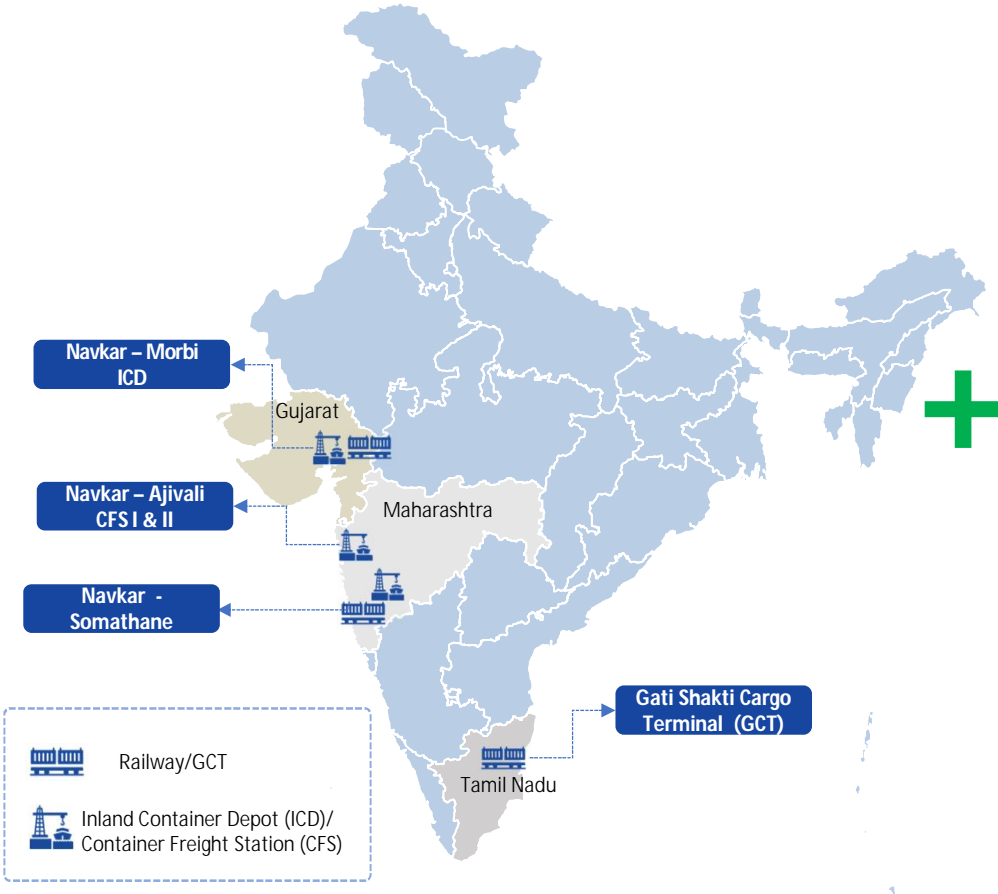 Navkar – Morbi
ICD
Gujarat
Navkar – Ajivali
CFS I & II
Maharashtra
Navkar -
Somathane
Gati Shakti Cargo
Terminal (GCT)
Tamil Nadu
Railway/GCT
Inland Container Depot (ICD)/
Container Freight Station (CFS)